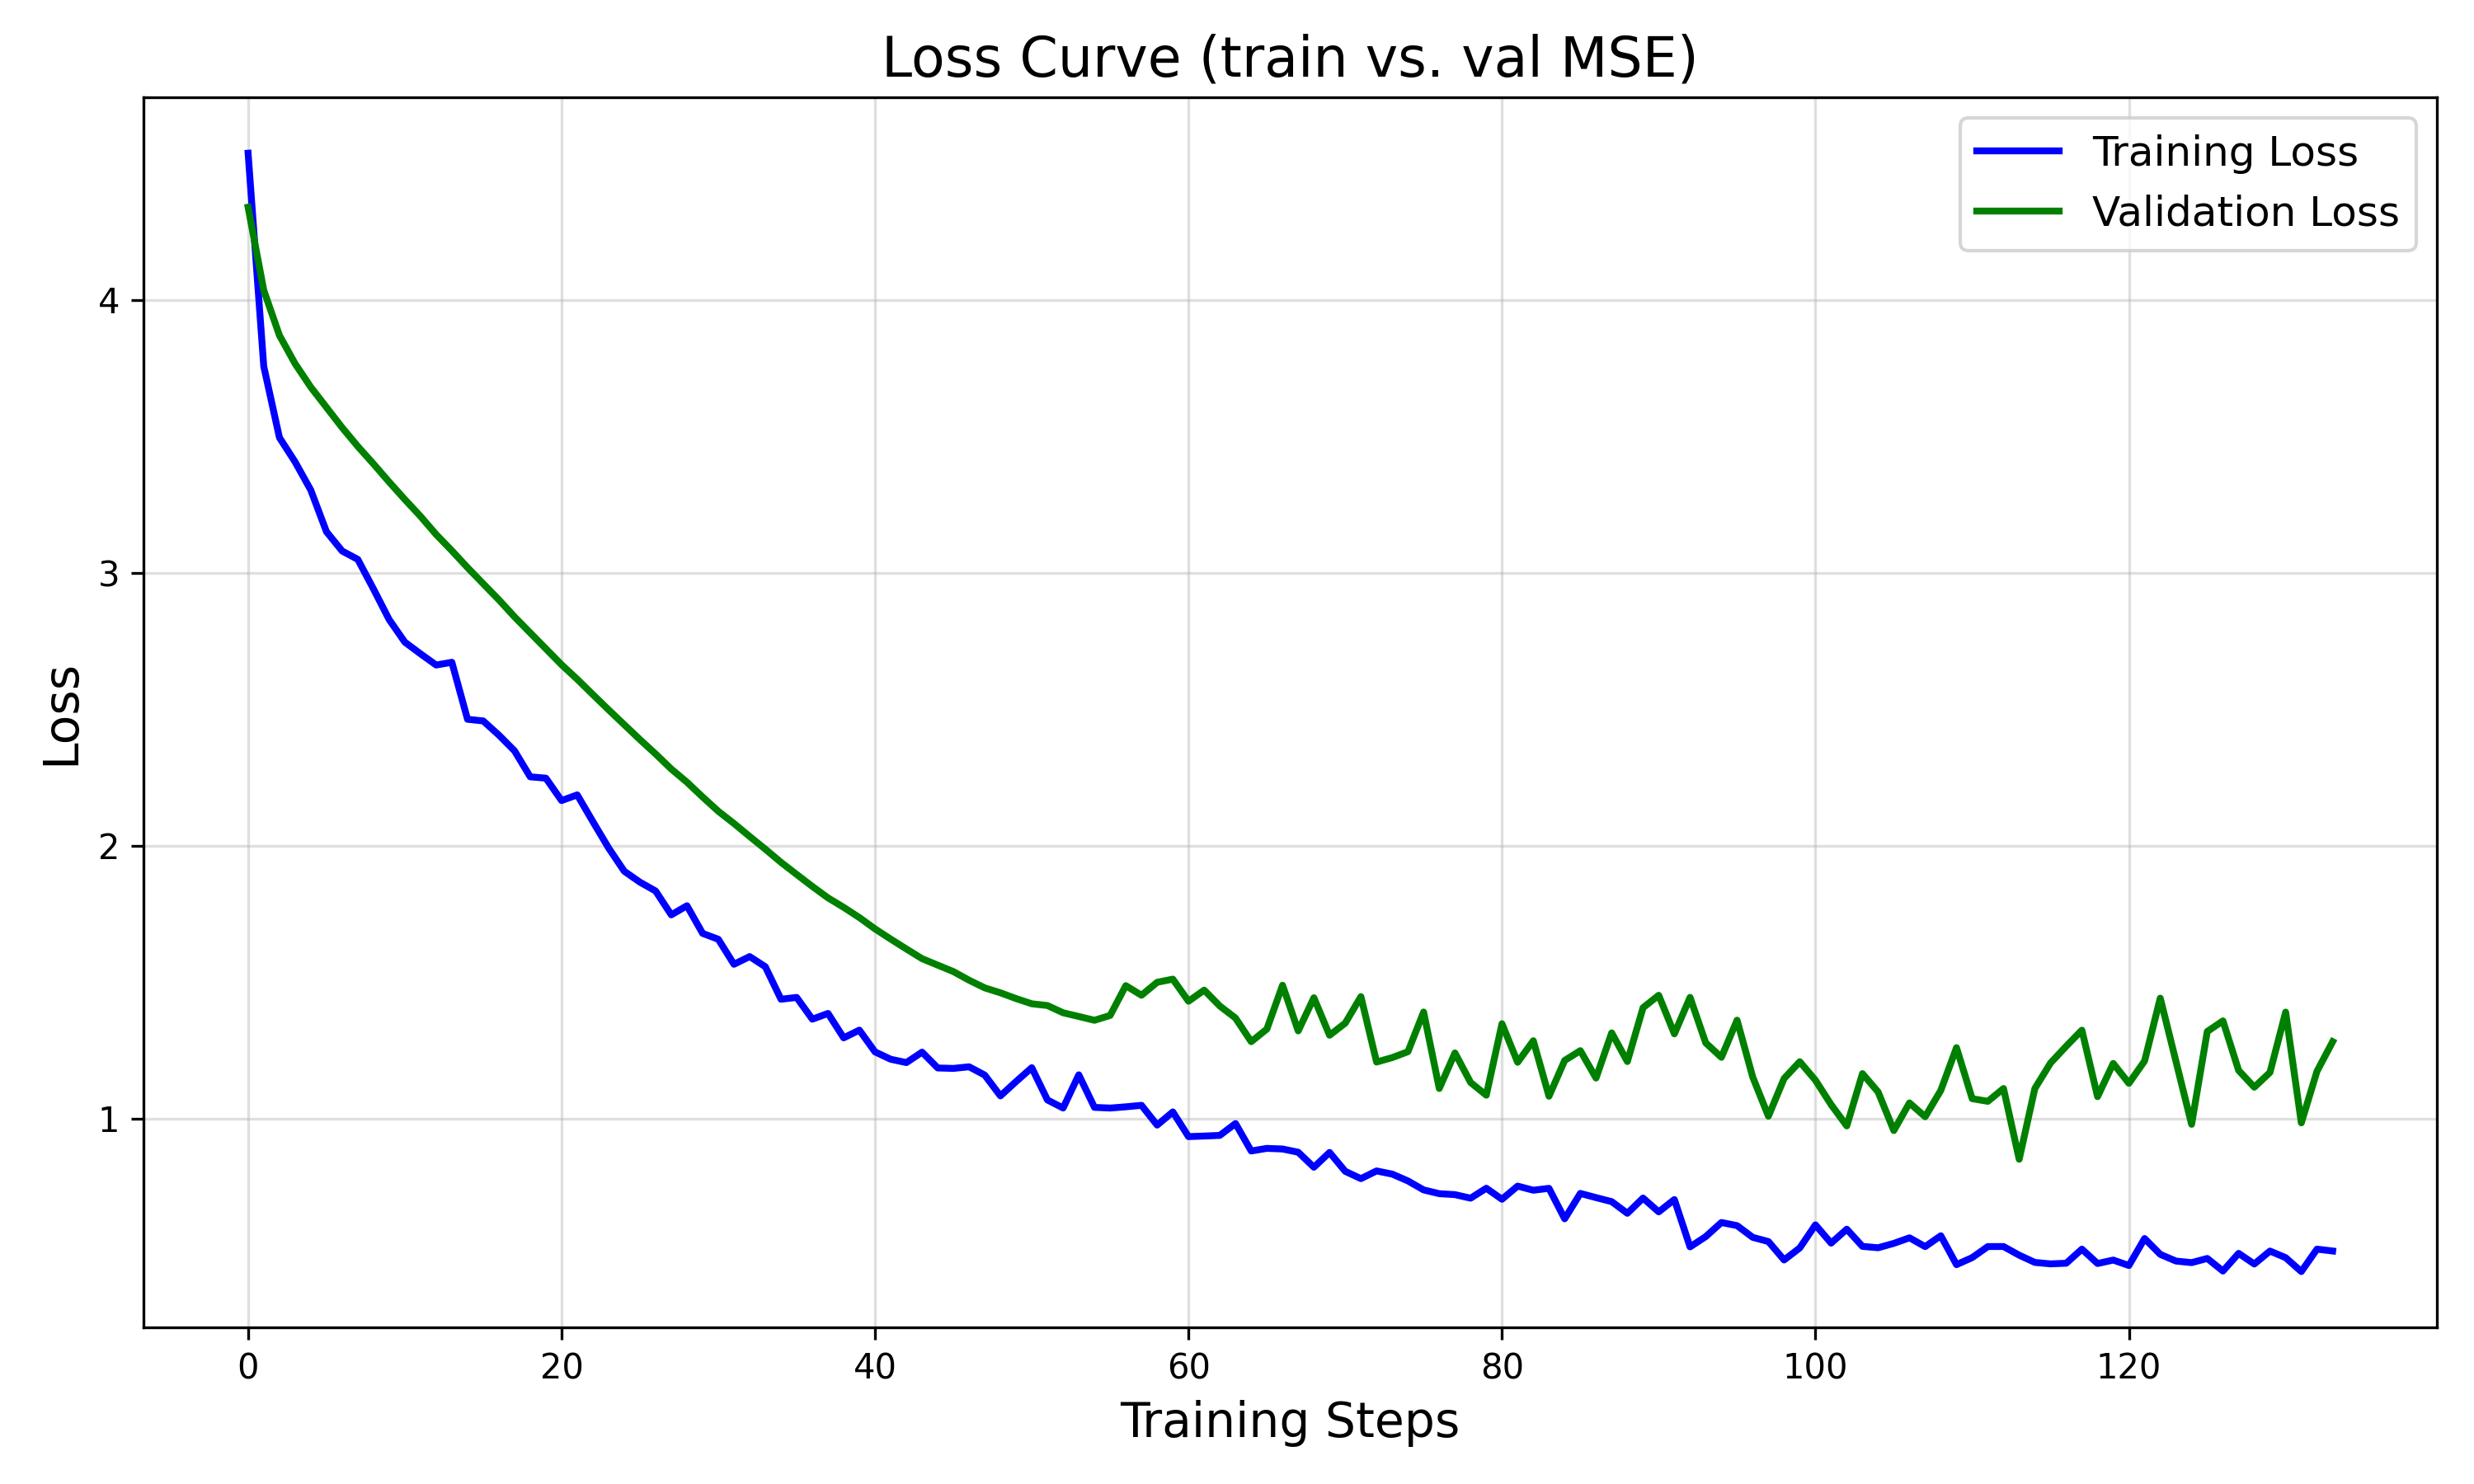 Loss Curve (train vs. val MSE)
Training Loss
Validation Loss
Loss
4
3
2
1
0 20 40 60 80 100 120
Training Steps